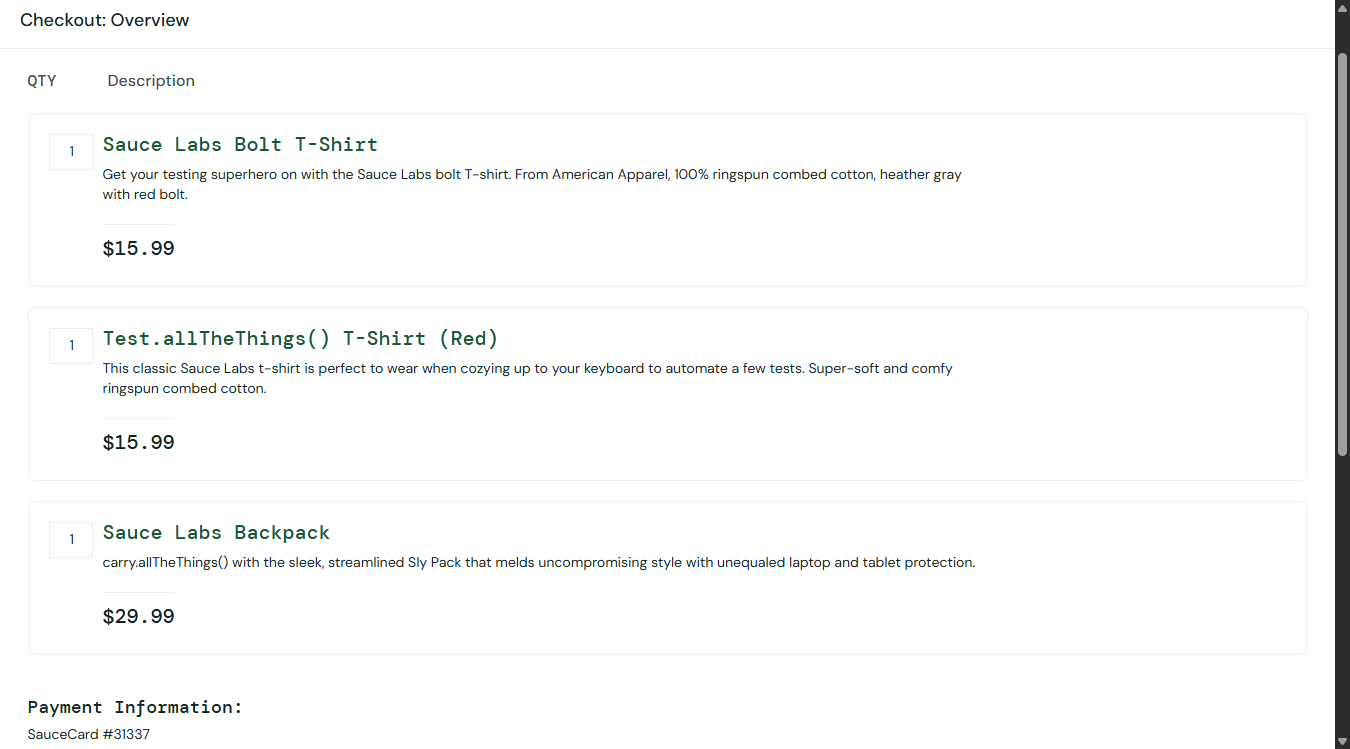 Checkout: Overview
QTY Description
1 Sauce Labs Bolt T-Shirt
Get your testing superhero on with the Sauce Labs bolt T-shirt. From American Apparel, 100% ringspun combed cotton, heather gray
with red bolt.
$15.99
1 Test.allTheThings() T-Shirt (Red)
This classic Sauce Labs t-shirt is perfect to wear when cozying up to your keyboard to automate a few tests. Super-soft and comfy
ringspun combed cotton.
$15.99
1 Sauce Labs Backpack
carry.allTheThings() with the sleek, streamlined Sly Pack that melds uncompromising style with unequaled laptop and tablet protection.
$29.99
Payment Information:
SauceCard #31337